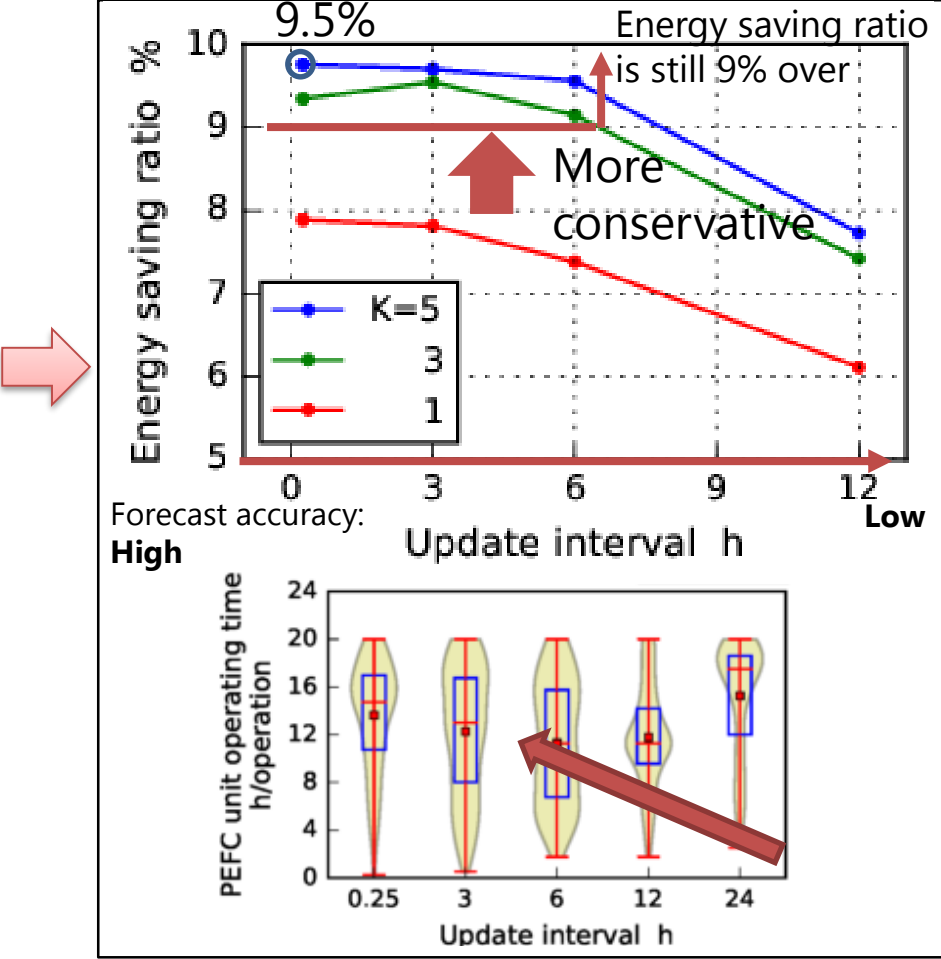 9.5%
Energy saving ratio
is still 9% over
Energy saving ratio %
10
9
8
7
6
5
More
conservative
K=5
3
1
0 3 6 9 12
Forecast accuracy:
High
Low
Update interval h
PEFC unit operating time
h/operation
24
20
16
12
8
4
0
0.25 3 6 12 24
Update interval h